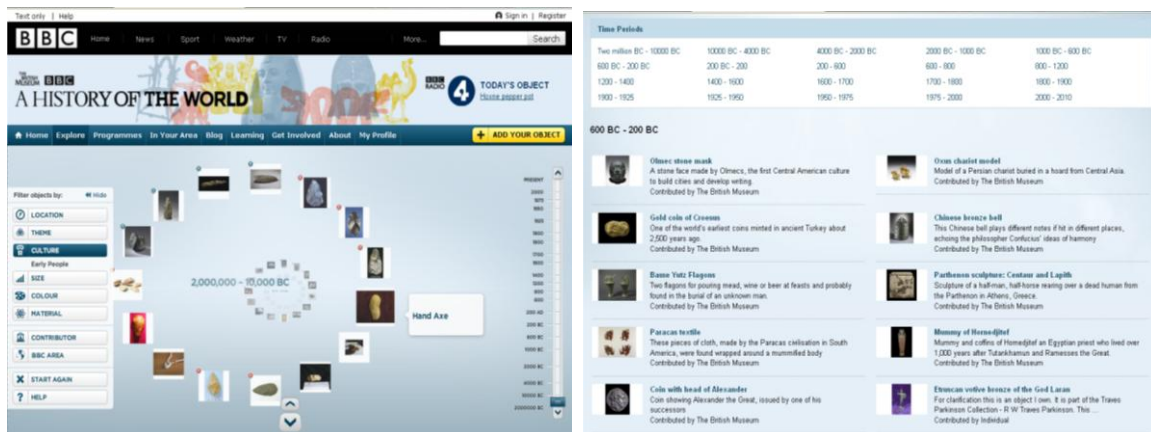 Text only | Help
Sign in | Register
BBC Home News Sport Weather TV Radio More... Search
THE BRITISH MUSEUM BBC
A HISTORY OF THE WORLD
BBC RADIO 4
TODAY'S OBJECT
House pepper pot
Home Explore Programmes In Your Area Blog Learning Get Involved About My Profile
+ ADD YOUR OBJECT
Filter objects by: Hide
LOCATION
THEME
CULTURE
Early People
SIZE
COLOUR
MATERIAL
CONTRIBUTOR
BBC AREA
START AGAIN
HELP
2,000,000 - 10,000 BC
Hand Axe
PRESENT
Time Periods
Two million BC - 10000 BC 10000 BC - 4000 BC 4000 BC - 2000 BC 2000 BC - 1000 BC 1000 BC - 600 BC
600 BC - 200 BC 200 BC - 200 200 - 600 600 - 800 800 - 1200
1200 - 1400 1400 - 1600 1600 - 1700 1700 - 1800 1800 - 1900
1900 - 1925 1925 - 1950 1950 - 1975 1975 - 2000 2000 - 2010
600 BC - 200 BC
Olmec stone mask
A stone face made by Olmecs, the first Central American culture
to build cities and develop writing.
Contributed by The British Museum
Gold coin of Croesus
One of the world's earliest coins minted in ancient Turkey about
2,500 years ago.
Contributed by The British Museum
Basse Yutz Flagons
Two flagons for pouring mead, wine or beer at feasts and probably
found in the burial of an unknown man.
Contributed by The British Museum
Paracas textile
These pieces of cloth, made by the Paracas civilisation in South
America, were found wrapped around a mummified body
Contributed by The British Museum
Coin with head of Alexander
Coin showing Alexander the Great, issued by one of his
successors
Contributed by The British Museum
Oxus chariot model
Model of a Persian chariot buried in a hoard from Central Asia.
Contributed by The British Museum
Chinese bronze bell
This Chinese bell plays different notes if hit in different places,
echoing the philosopher Confucius' ideas of harmony
Contributed by The British Museum
Parthenon sculpture: Centaur and Lapith
Sculpture of a half-man, half-horse rearing over a dead human from
the Parthenon in Athens, Greece.
Contributed by The British Museum
Mummy of Hornedjitef
Mummy and coffins of Hornedjitef an Egyptian priest who lived over
1,000 years after Tutankhamun and Ramesses the Great.
Contributed by The British Museum
Etruscan votive bronze of the God Laran
For clarification this is an object I own. It is part of the Traves
Parkinson Collection - R W Traves Parkinson. This ...
Contributed by Individual